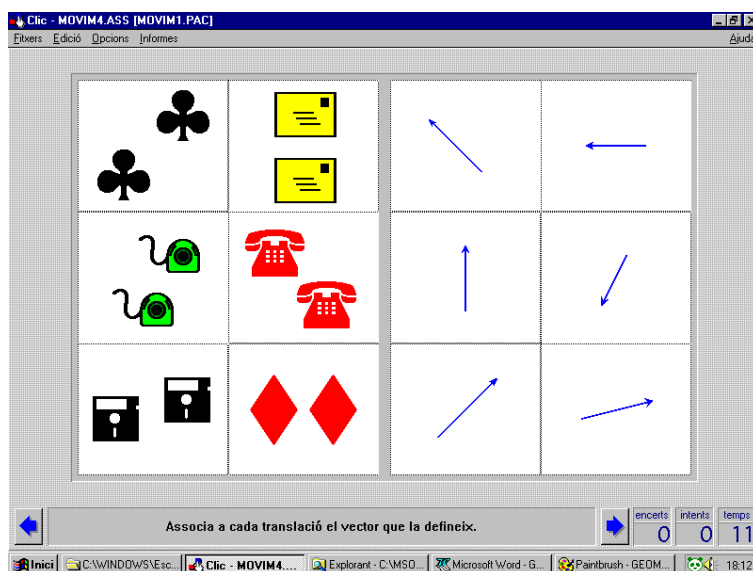 Clic - MOVIM4.ASS [MOVIM1.PAC]
Fitxers Edició Opcions Informes Ajuda
Associa a cada translació el vector que la defineix.
encerts intents temps
0 0 11
Inici C:\WINDOWS\Esc... Clic - MOVIM4.... Explorant - C:\MSO... Microsoft Word - G... Paintbrush - GEOM... 18:12